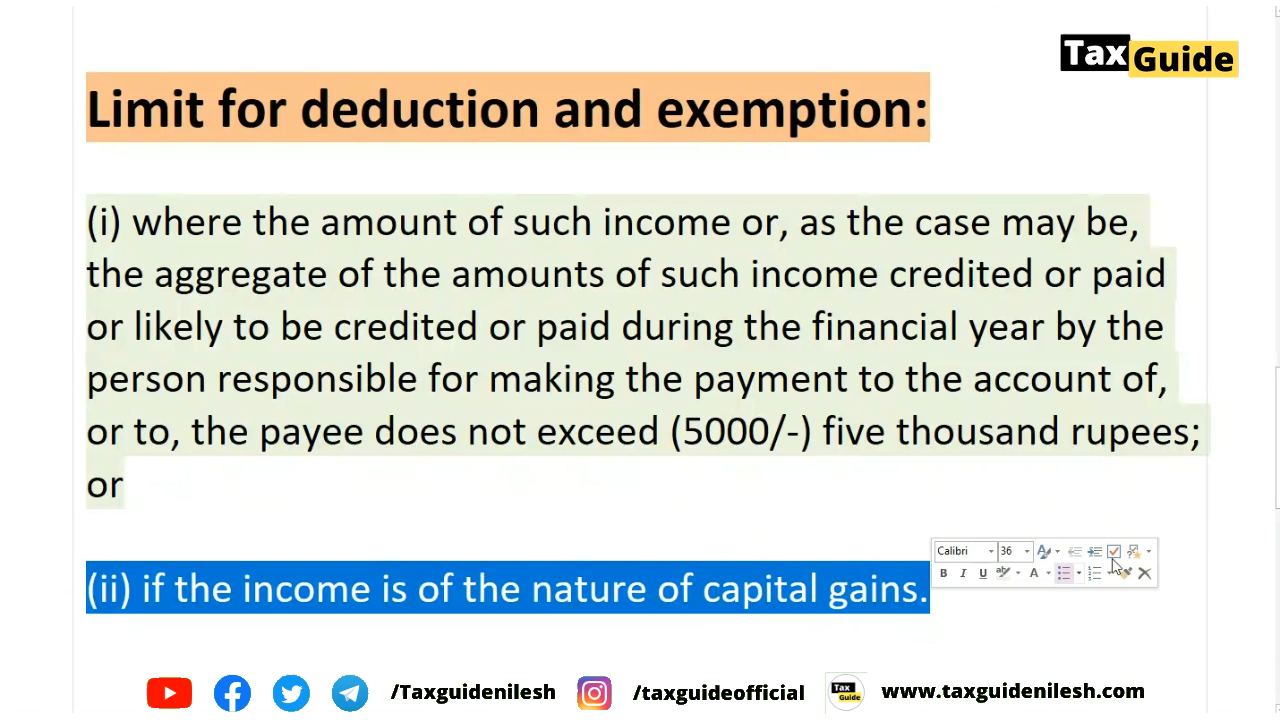 Tax Guide
Limit for deduction and exemption:
(i) where the amount of such income or, as the case may be,
the aggregate of the amounts of such income credited or paid
or likely to be credited or paid during the financial year by the
person responsible for making the payment to the account of,
or to, the payee does not exceed (5000/-) five thousand rupees;
or
(ii) if the income is of the nature of capital gains.
Calibri 36
B I U ab A
/Taxguidenilesh /taxguideofficial Tax Guide www.taxguidenilesh.com